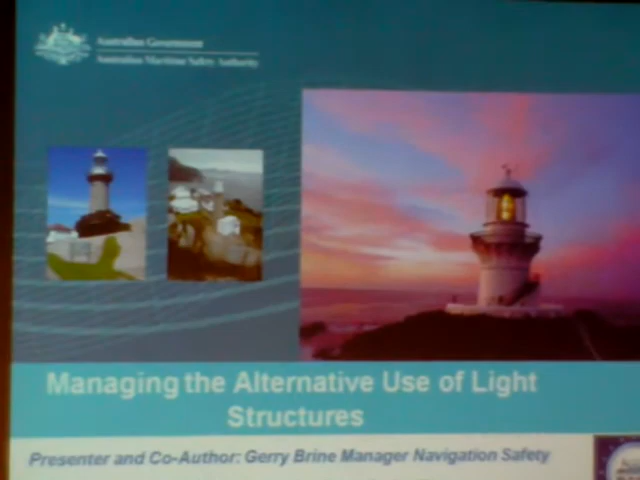 Australian Government
Australian Maritime Safety Authority
Managing the Alternative Use of Light
Structures
Presenter and Co-Author: Gerry Brine Manager Navigation Safety